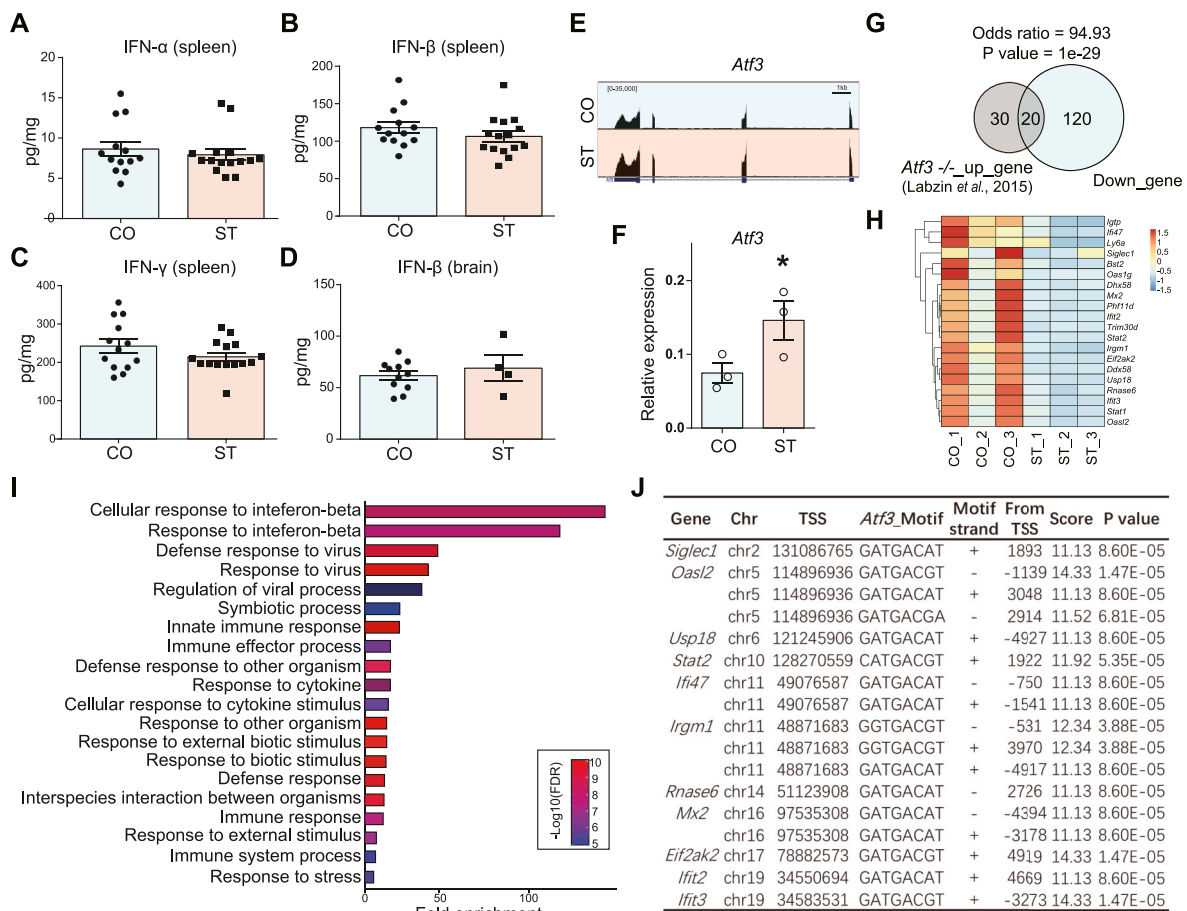 A
IFN-α (spleen)
pg/mg
20
15
10
5
0
CO
ST
B
IFN-β (spleen)
pg/mg
200
150
100
50
0
CO
ST
C
IFN-γ (spleen)
pg/mg
400
300
200
100
0
CO
ST
D
IFN-β (brain)
pg/mg
150
100
50
0
CO
ST
E
Atf3
[0-35,000]
1kb
CO
ST
F
Atf3
Relative expression
0.2
0.1
0.0
*
CO
ST
G
Odds ratio = 94.93
P value = 1e-29
30
20
120
Atf3 -/-_up_gene
(Labzin et al., 2015)
Down_gene
H
Igtp
Ifi47
Ly6a
Siglec1
Bst2
Oas1g
Dhx58
Mx2
Phf11d
Ifit2
Trim30d
Stat2
Irgm1
Eif2ak2
Ddx58
Usp18
Rnase6
Ifit3
Stat1
Oasl2
CO_1
CO_2
CO_3
ST_1
ST_2
ST_3
1.5
1
0.5
0
-0.5
-1
-1.5
I
Cellular response to inteferon-beta
Response to inteferon-beta
Defense response to virus
Response to virus
Regulation of viral process
Symbiotic process
Innate immune response
Immune effector process
Defense response to other organism
Response to cytokine
Cellular response to cytokine stimulus
Response to other organism
Response to external biotic stimulus
Response to biotic stimulus
Defense response
Interspecies interaction between organisms
Immune response
Response to external stimulus
Immune system process
Response to stress
0
50
100
Fold enrichment
-Log10(FDR)
10
9
8
7
6
5
J
Gene Chr TSS Atf3_Motif Motif strand From TSS Score P value
Siglec1 chr2 131086765 GATGACAT + 1893 11.13 8.60E-05
Oasl2 chr5 114896936 GATGACGT - -1139 14.33 1.47E-05
chr5 114896936 GATGACAT + 3048 11.13 8.60E-05
chr5 114896936 GATGACGA - 2914 11.52 6.81E-05
Usp18 chr6 121245906 GATGACAT + -4927 11.13 8.60E-05
Stat2 chr10 128270559 CATGACGT + 1922 11.92 5.35E-05
Ifi47 chr11 49076587 GATGACAT - -750 11.13 8.60E-05
chr11 49076587 GATGACAT + -1541 11.13 8.60E-05
Irgm1 chr11 48871683 GGTGACGT - -531 12.34 3.88E-05
chr11 48871683 GGTGACGT + 3970 12.34 3.88E-05
chr11 48871683 GATGACAT + -4917 11.13 8.60E-05
Rnase6 chr14 51123908 GATGACAT - 2726 11.13 8.60E-05
Mx2 chr16 97535308 GATGACAT - -4394 11.13 8.60E-05
chr16 97535308 GATGACAT + -3178 11.13 8.60E-05
Eif2ak2 chr17 78882573 GATGACGT + 4919 14.33 1.47E-05
Ifit2 chr19 34550694 GATGACAT + 4669 11.13 8.60E-05
Ifit3 chr19 34583531 GATGACGT + -3273 14.33 1.47E-05